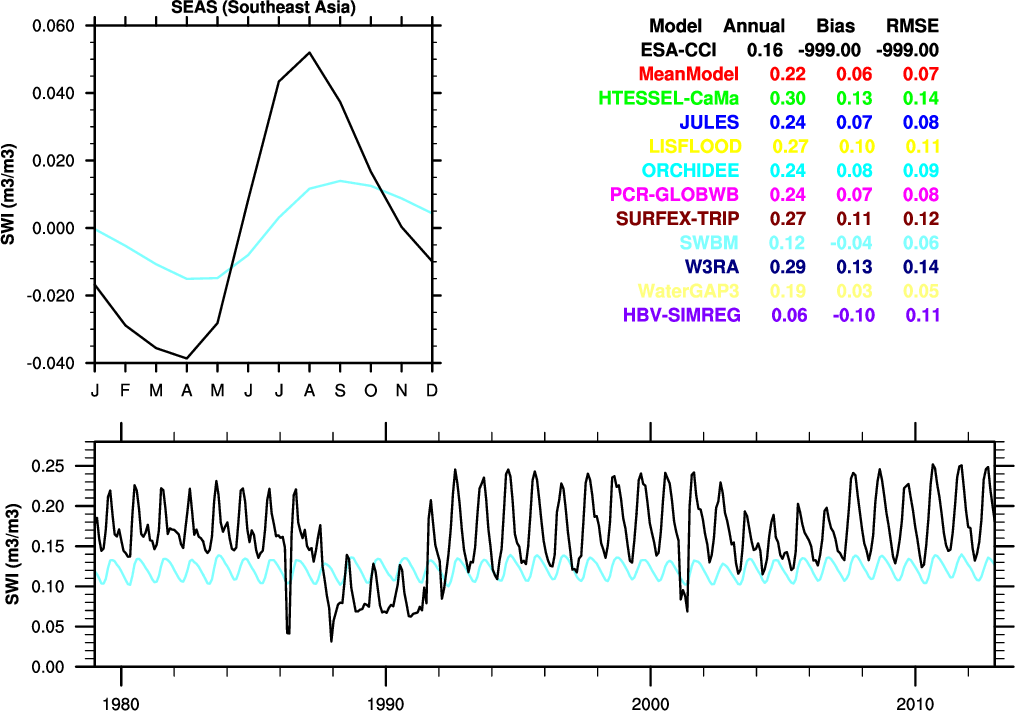 SEAS (Southeast Asia)
0.060
0.040
0.020
0.000
-0.020
-0.040
SWI (m3/m3)
J F M A M J J A S O N D
Model Annual Bias RMSE
ESA-CCI 0.16 -999.00 -999.00
MeanModel 0.22 0.06 0.07
HTESSEL-CaMa 0.30 0.13 0.14
JULES 0.24 0.07 0.08
LISFLOOD 0.27 0.10 0.11
ORCHIDEE 0.24 0.08 0.09
PCR-GLOBWB 0.24 0.07 0.08
SURFEX-TRIP 0.27 0.11 0.12
SWBM 0.12 -0.04 0.06
W3RA 0.29 0.13 0.14
WaterGAP3 0.19 0.03 0.05
HBV-SIMREG 0.06 -0.10 0.11
0.25
0.20
0.15
0.10
0.05
0.00
SWI (m3/m3)
1980 1990 2000 2010